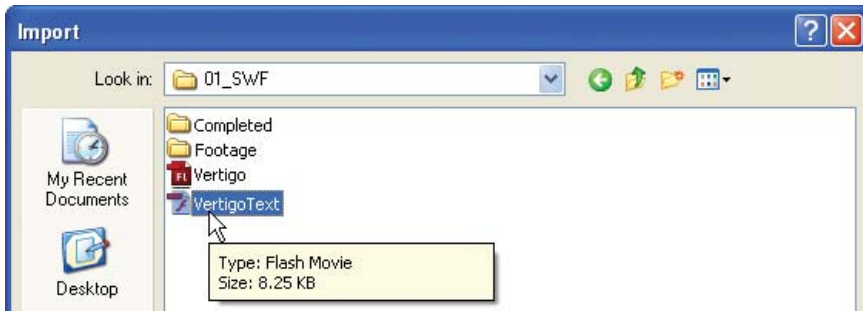 Import
Look in: 01_SWF
Completed
Footage
My Recent Documents
Vertigo
VertigoText
Type: Flash Movie
Size: 8.25 KB
Desktop